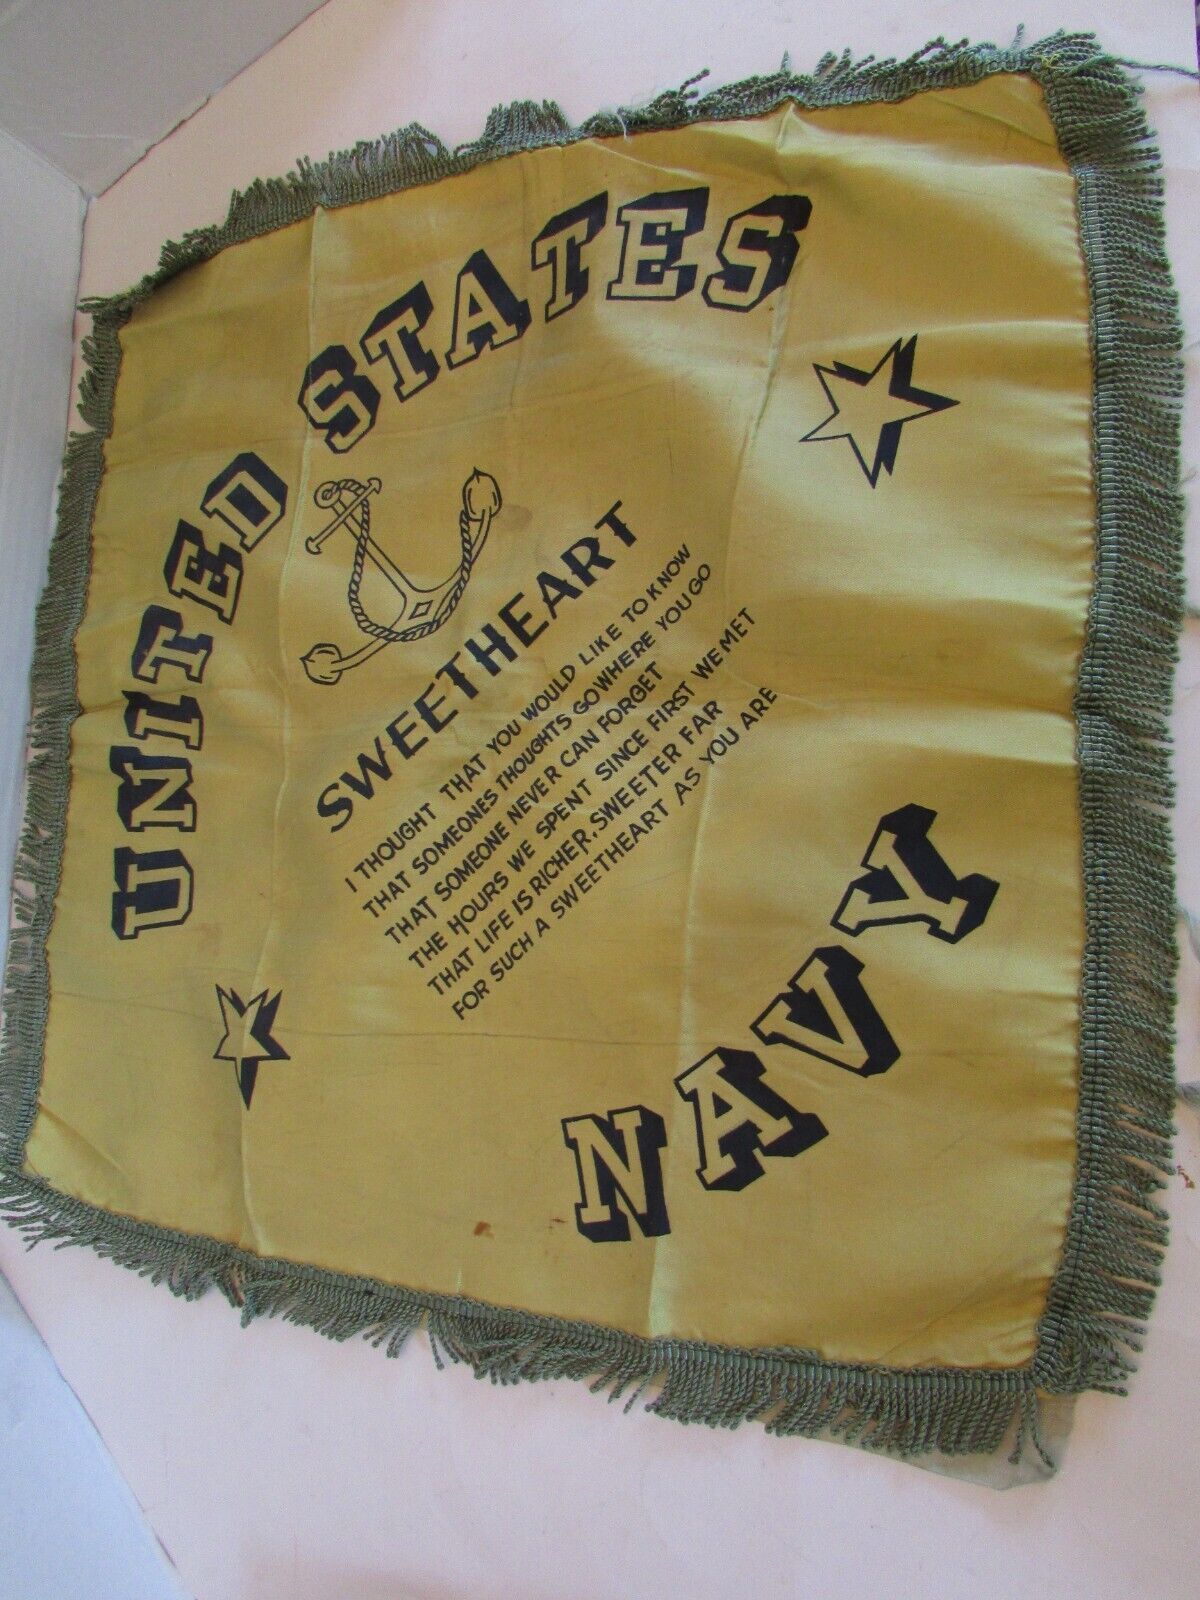 UNITED STATES
SWEETHEART
I THOUGHT THAT YOU WOULD LIKE TO KNOW
THAT SOMEONES THOUGHTS GO WHERE YOU GO
THAT SOMEONE NEVER CAN FORGET
THE HOURS WE SPENT SINCE FIRST WE MET
THAT LIFE IS RICHER, SWEETER FAR
FOR SUCH A SWEETHEART AS YOU ARE
NAVY